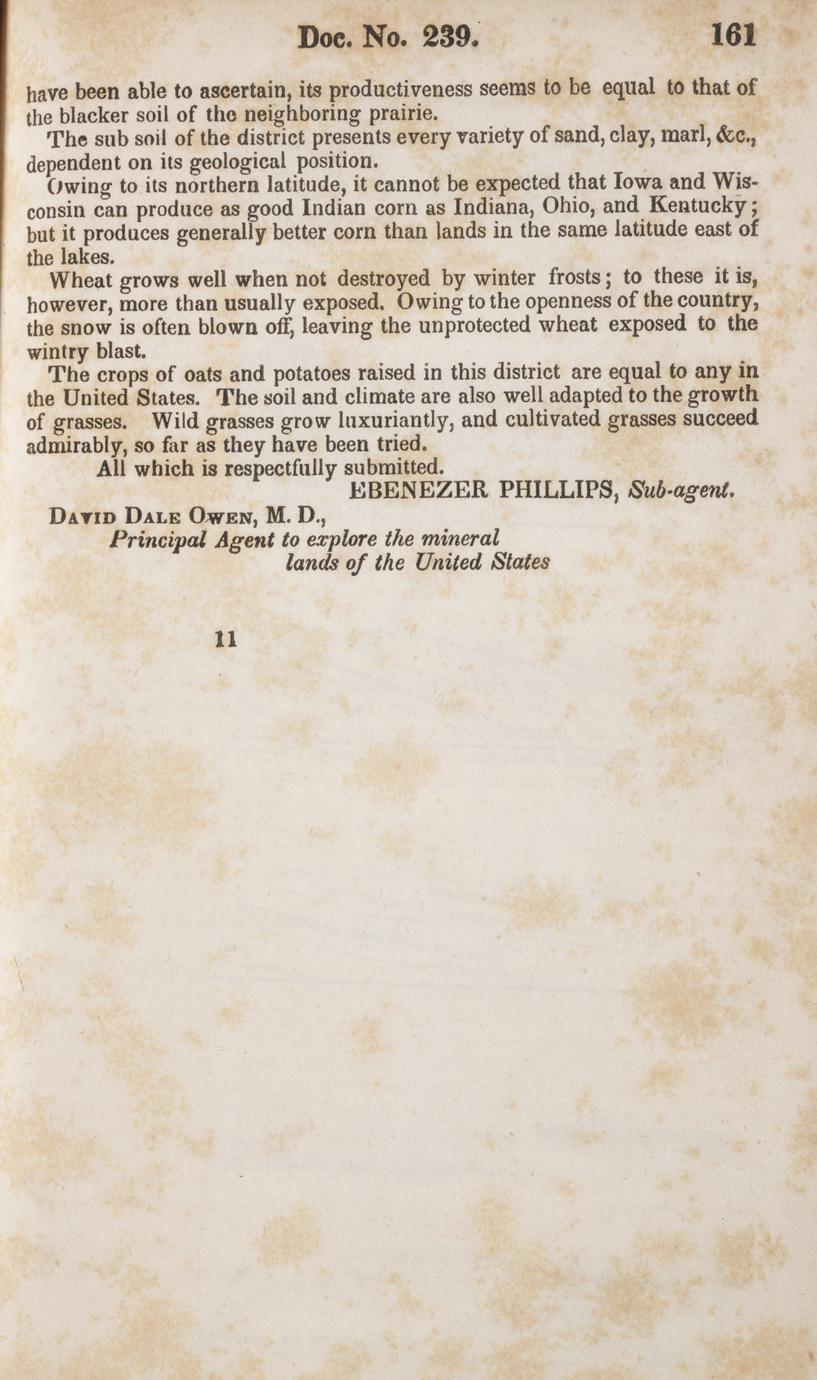 Doc. No. 239. 161
have been able to ascertain, its productiveness seems to be equal to that of
the blacker soil of the neighboring prairie.
The sub soil of the district presents every variety of sand, clay, marl, &c.,
dependent on its geological position.
Owing to its northern latitude, it cannot be expected that Iowa and Wis-
consin can produce as good Indian corn as Indiana, Ohio, and Kentucky;
but it produces generally better corn than lands in the same latitude east of
the lakes.
Wheat grows well when not destroyed by winter frosts; to these it is,
however, more than usually exposed. Owing to the openness of the country,
the snow is often blown off, leaving the unprotected wheat exposed to the
wintry blast.
The crops of oats and potatoes raised in this district are equal to any in
the United States. The soil and climate are also well adapted to the growth
of grasses. Wild grasses grow luxuriantly, and cultivated grasses succeed
admirably, so far as they have been tried.
All which is respectfully submitted.
EBENEZER PHILLIPS, Sub-agent.
DAVID DALE OWEN, M. D.,
Principal Agent to explore the mineral
lands of the United States
11